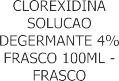 CLOREXIDINA
SOLUCAO
DEGERMANTE 4%
FRASCO 100ML -
FRASCO